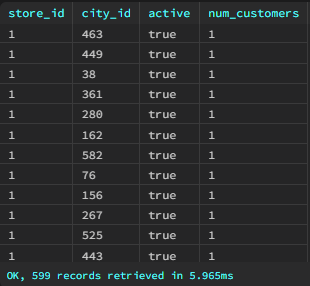 store_id city_id active num_customers
1 463 true 1
1 449 true 1
1 38 true 1
1 361 true 1
1 280 true 1
1 162 true 1
1 582 true 1
1 76 true 1
1 156 true 1
1 267 true 1
1 525 true 1
1 443 true 1
OK, 599 records retrieved in 5.965ms